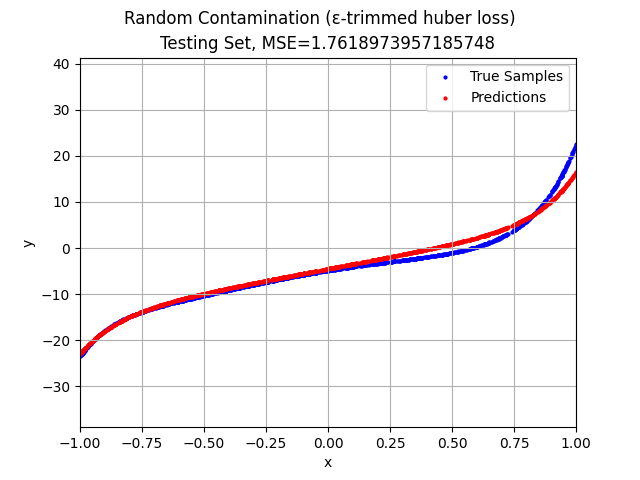 Random Contamination (ε-trimmed huber loss)
Testing Set, MSE=1.7618973957185748
True Samples
Predictions
40
30
20
10
0
−10
−20
−30
y
−1.00 −0.75 −0.50 −0.25 0.00 0.25 0.50 0.75 1.00
x